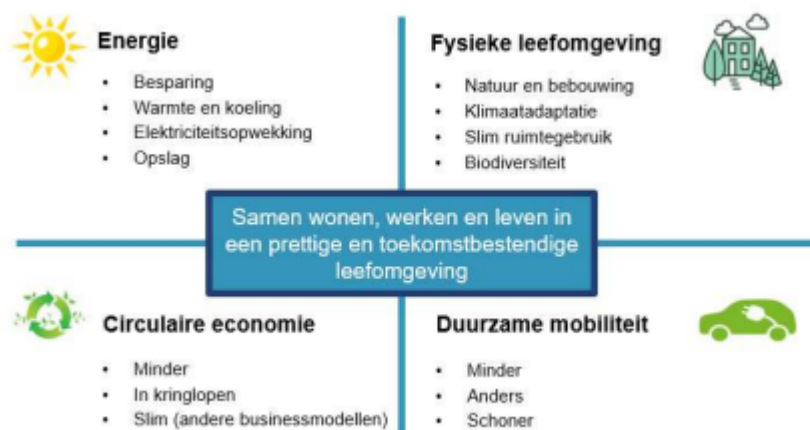 Energie
• Besparing
• Warmte en koeling
• Elektriciteitsopwekking
• Opslag
Fysieke leefomgeving
• Natuur en bebouwing
• Klimaatadaptatie
• Slim ruimtegebruik
• Biodiversiteit
Samen wonen, werken en leven in
een prettige en toekomstbestendige
leefomgeving
Circulaire economie
• Minder
• In kringlopen
• Slim (andere businessmodellen)
Duurzame mobiliteit
• Minder
• Anders
• Schoner